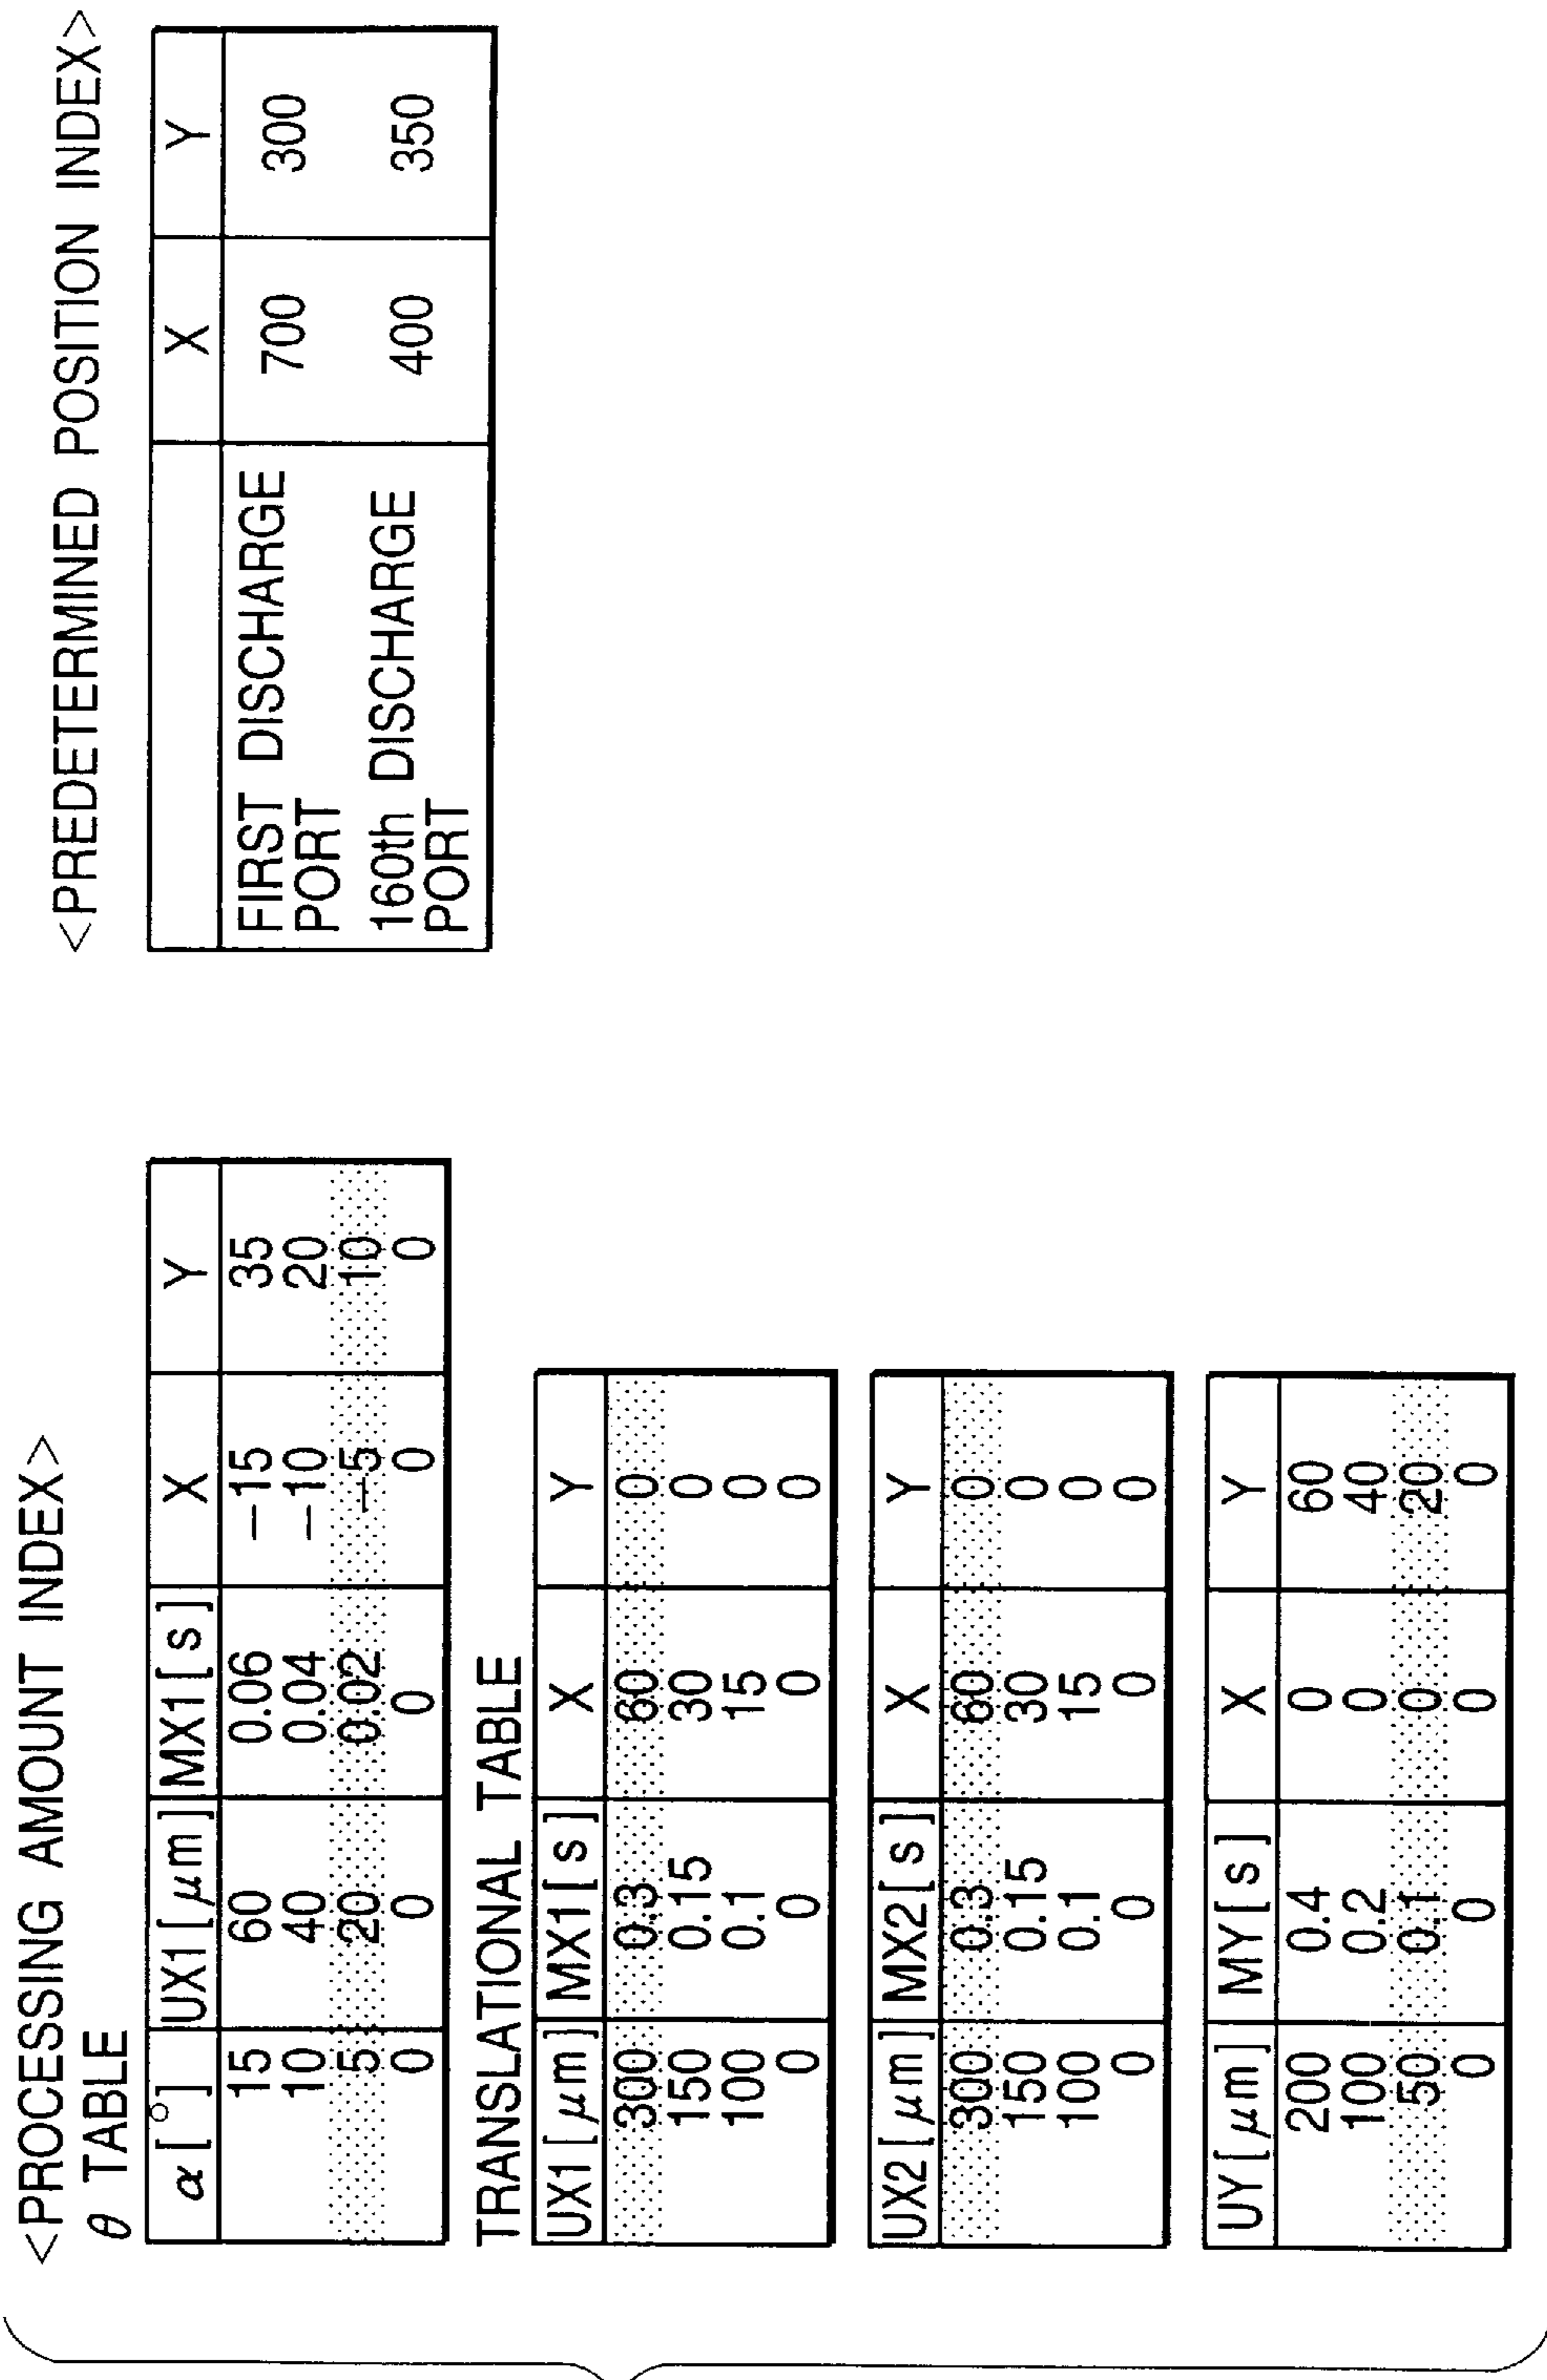 <PROCESSING AMOUNT INDEX>
θ TABLE
α[°] UX1[μm] MX1[s] X Y
15 60 0.06 −15 35
10 40 0.04 −10 20
5 20 0.02 −5 10
0 0 0 0 0
TRANSLATIONAL TABLE
UX1[μm] MX1[s] X Y
300 0.3 60 0
150 0.15 30 0
100 0.1 15 0
0 0 0 0
UX2[μm] MX2[s] X Y
300 0.3 60 0
150 0.15 30 0
100 0.1 15 0
0 0 0 0
UY[μm] MY[s] X Y
200 0.4 0 60
100 0.2 0 40
50 0.1 0 20
0 0 0 0
<PREDETERMINED POSITION INDEX>
X Y
FIRST DISCHARGE 700 300
PORT
160th DISCHARGE 400 350
PORT